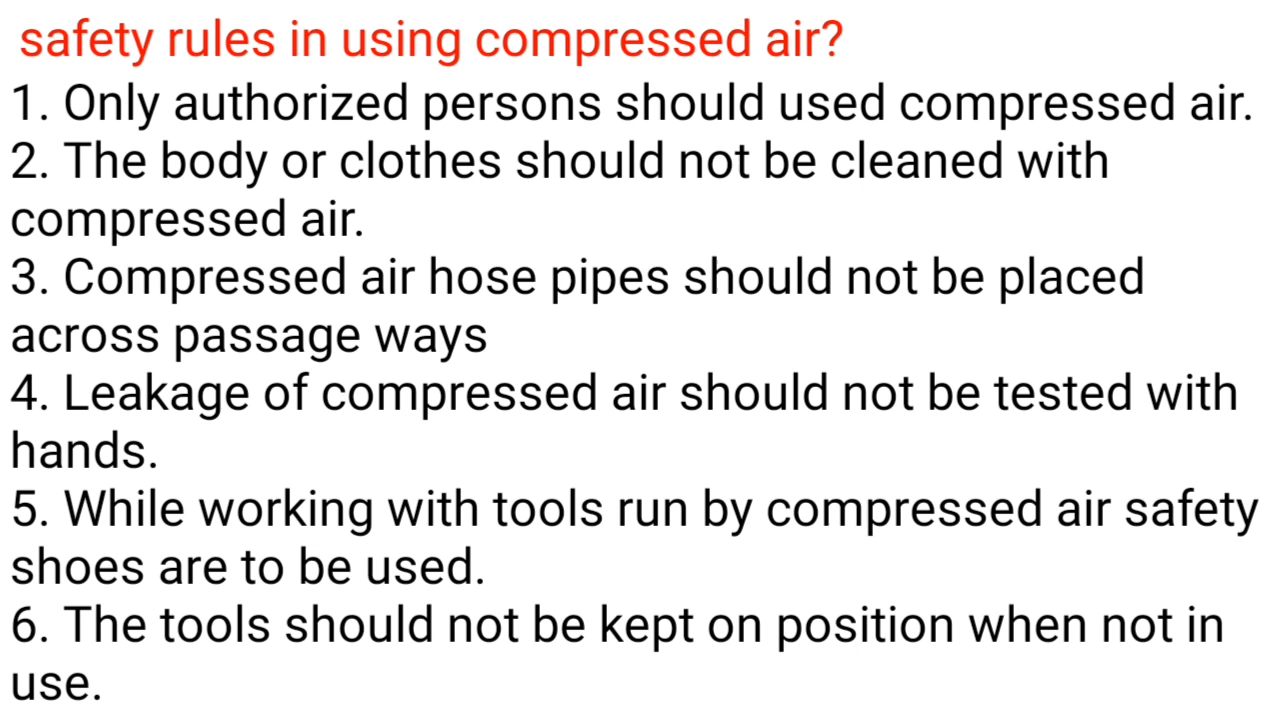 safety rules in using compressed air?
1. Only authorized persons should used compressed air.
2. The body or clothes should not be cleaned with
compressed air.
3. Compressed air hose pipes should not be placed
across passage ways
4. Leakage of compressed air should not be tested with
hands.
5. While working with tools run by compressed air safety
shoes are to be used.
6. The tools should not be kept on position when not in
use.